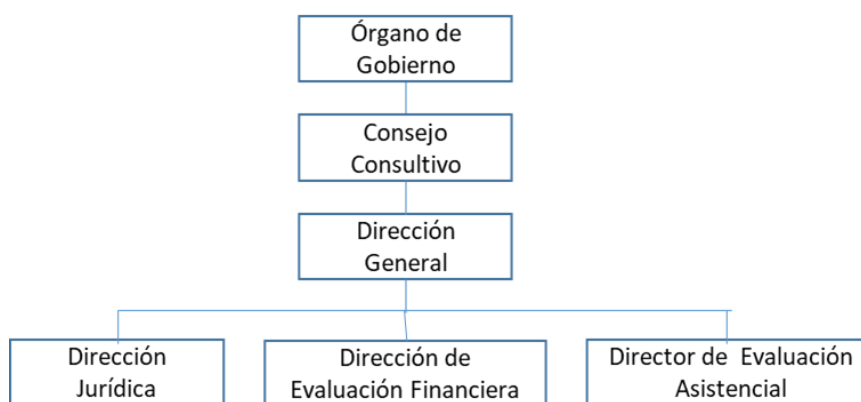 Órgano de
Gobierno
Consejo
Consultivo
Dirección
General
Dirección
Jurídica
Dirección de
Evaluación Financiera
Director de Evaluación
Asistencial